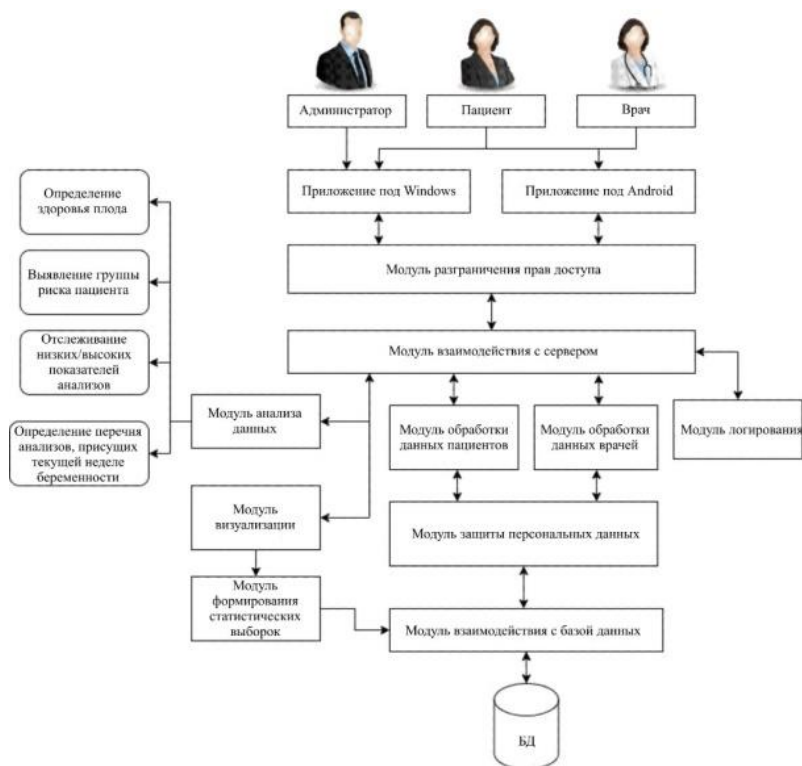 Администратор
Пациент
Врач
Приложение под Windows
Приложение под Android
Определение
здоровья плода
Модуль разграничения прав доступа
Выявление группы
риска пациента
Отслеживание
низких/высоких
показателей
анализов
Модуль взаимодействия с сервером
Модуль анализа
данных
Модуль обработки
данных пациентов
Модуль обработки
данных врачей
Модуль логирования
Определение перечня
анализов, присущих
текущей неделе
беременности
Модуль
визуализации
Модуль защиты персональных данных
Модуль
формирования
статистических
выборок
Модуль взаимодействия с базой данных
БД